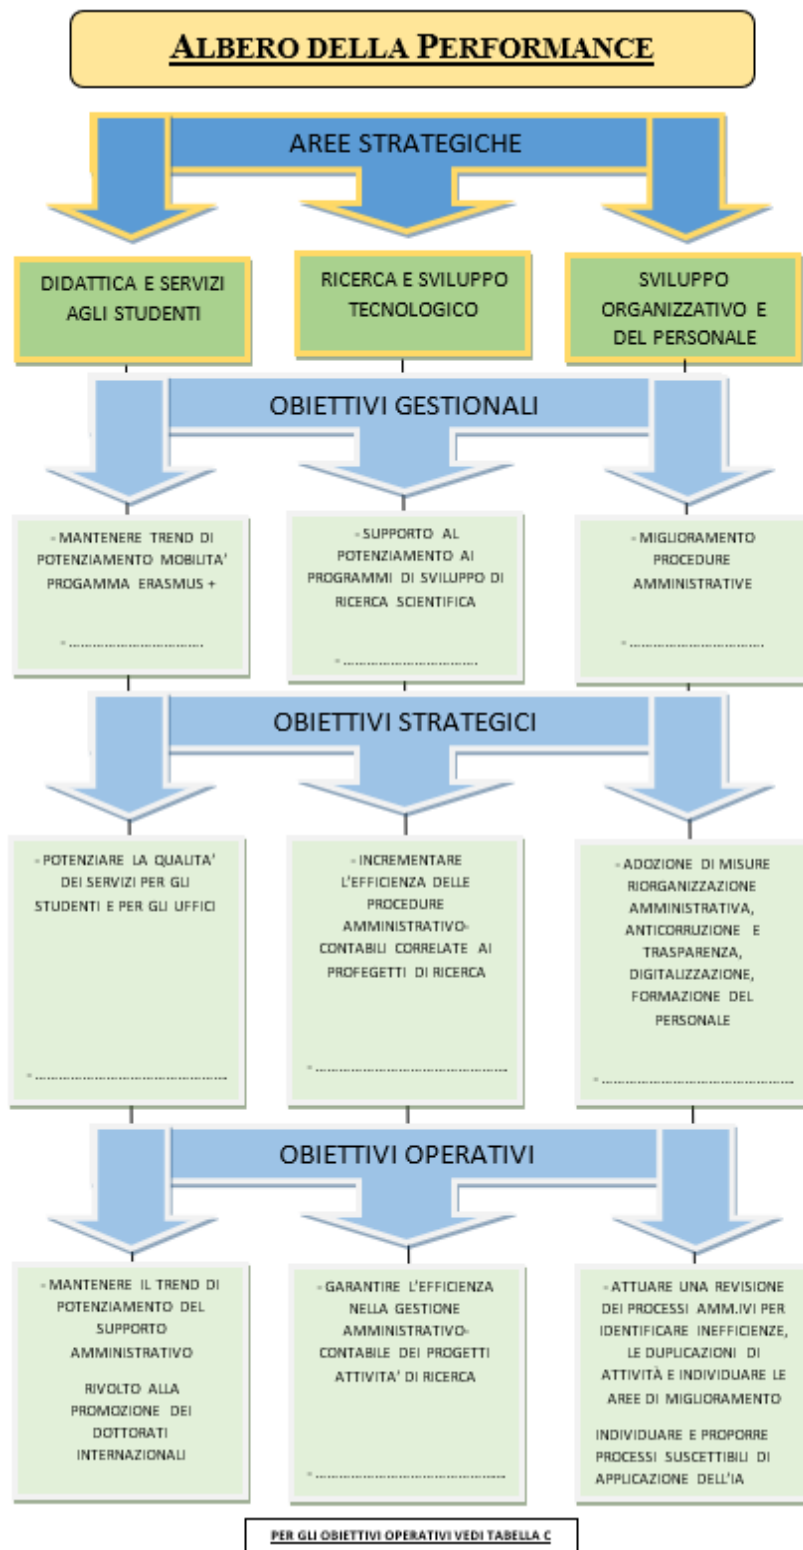 ALBERO DELLA PERFORMANCE
AREE STRATEGICHE
DIDATTICA E SERVIZI
AGLI STUDENTI
RICERCA E SVILUPPO
TECNOLOGICO
SVILUPPO
ORGANIZZATIVO E
DEL PERSONALE
OBIETTIVI GESTIONALI
- MANTENERE TREND DI
POTENZIAMENTO MOBILITA'
PROGAMMA ERASMUS +
- ....................................
- SUPPORTO AL
POTENZIAMENTO AI
PROGRAMMI DI SVILUPPO DI
RICERCA SCIENTIFICA
- ....................................
- MIGLIORAMENTO
PROCEDURE
AMMINISTRATIVE
- ....................................
OBIETTIVI STRATEGICI
- POTENZIARE LA QUALITA'
DEI SERVIZI PER GLI
STUDENTI E PER GLI UFFICI
- ....................................................
- INCREMENTARE
L'EFFICIENZA DELLE
PROCEDURE
AMMINISTRATIVO-
CONTABILI CORRELATE AI
PROFEGETTI DI RICERCA
- ....................................................
- ADOZIONE DI MISURE
RIORGANIZZAZIONE
AMMINISTRATIVA,
ANTICORRUZIONE E
TRASPARENZA,
DIGITALIZZAZIONE,
FORMAZIONE DEL
PERSONALE
- ....................................................
OBIETTIVI OPERATIVI
- MANTENERE IL TREND DI
POTENZIAMENTO DEL
SUPPORTO
AMMINISTRATIVO
RIVOLTO ALLA
PROMOZIONE DEI
DOTTORATI
INTERNAZIONALI
- GARANTIRE L'EFFICIENZA
NELLA GESTIONE
AMMINISTRATIVO-
CONTABILE DEI PROGETTI
ATTIVITA' DI RICERCA
- ....................................................
- ATTUARE UNA REVISIONE
DEI PROCESSI AMM.IVI PER
IDENTIFICARE INEFFICIENZE,
LE DUPLICAZIONI DI
ATTIVITÀ E INDIVIDUARE LE
AREE DI MIGLIORAMENTO
INDIVIDUARE E PROPORRE
PROCESSI SUSCETTIBILI DI
APPLICAZIONE DELL'IA
PER GLI OBIETTIVI OPERATIVI VEDI TABELLA C